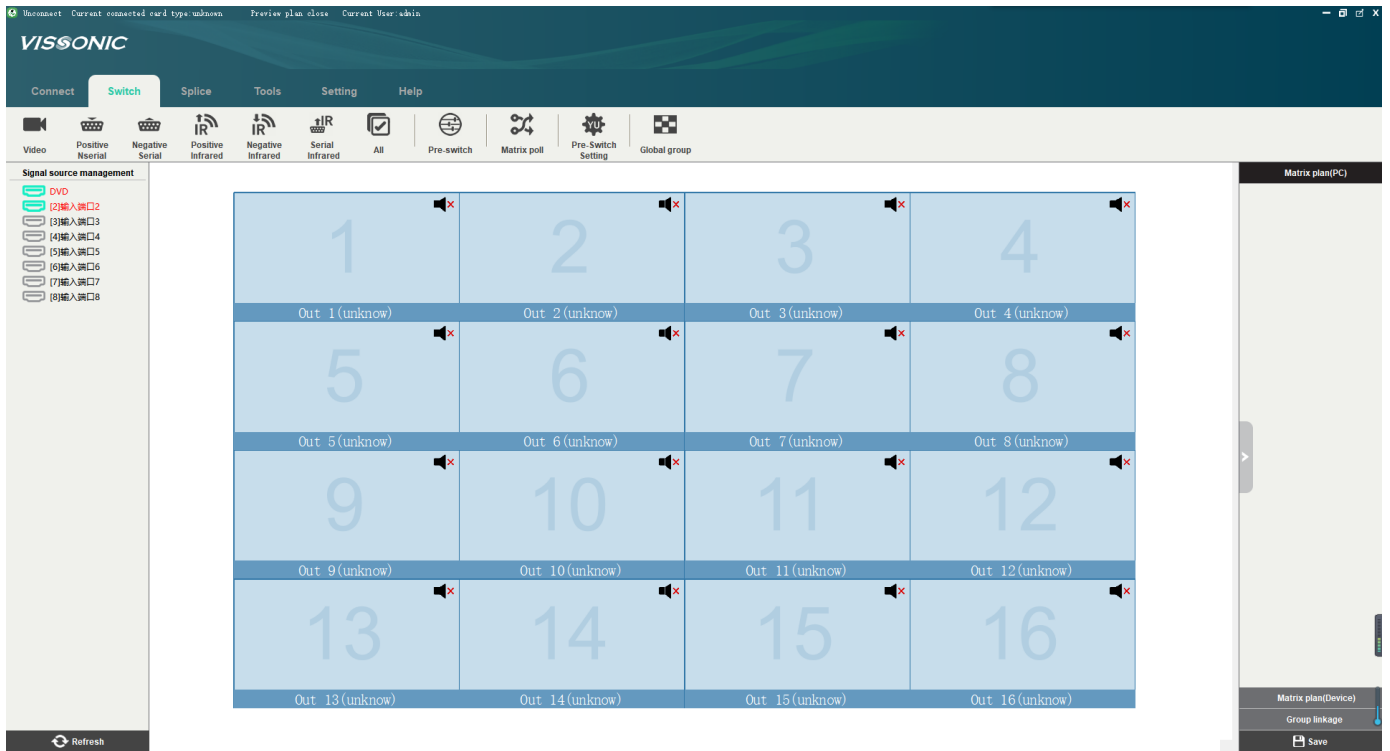 Unconnect Current connected card type:unknown Preview plan close Current User:admin
VISSONIC
Connect Switch Splice Tools Setting Help
Video Positive Nserial Negative Serial Positive Infrared Negative Infrared Serial Infrared All Pre-switch Matrix poll Pre-Switch Setting Global group
IR IR IR YU
Signal source management
Matrix plan(PC)
DVD
[2]输入端口2
[3]输入端口3
[4]输入端口4
[5]输入端口5
[6]输入端口6
[7]输入端口7
[8]输入端口8
1 2 3 4
Out 1(unknow) Out 2(unknow) Out 3(unknow) Out 4(unknow)
5 6 7 8
Out 5(unknow) Out 6(unknow) Out 7(unknow) Out 8(unknow)
9 10 11 12
Out 9(unknow) Out 10(unknow) Out 11(unknow) Out 12(unknow)
13 14 15 16
Out 13(unknow) Out 14(unknow) Out 15(unknow) Out 16(unknow)
Matrix plan(Device)
Group linkage
Refresh
Save